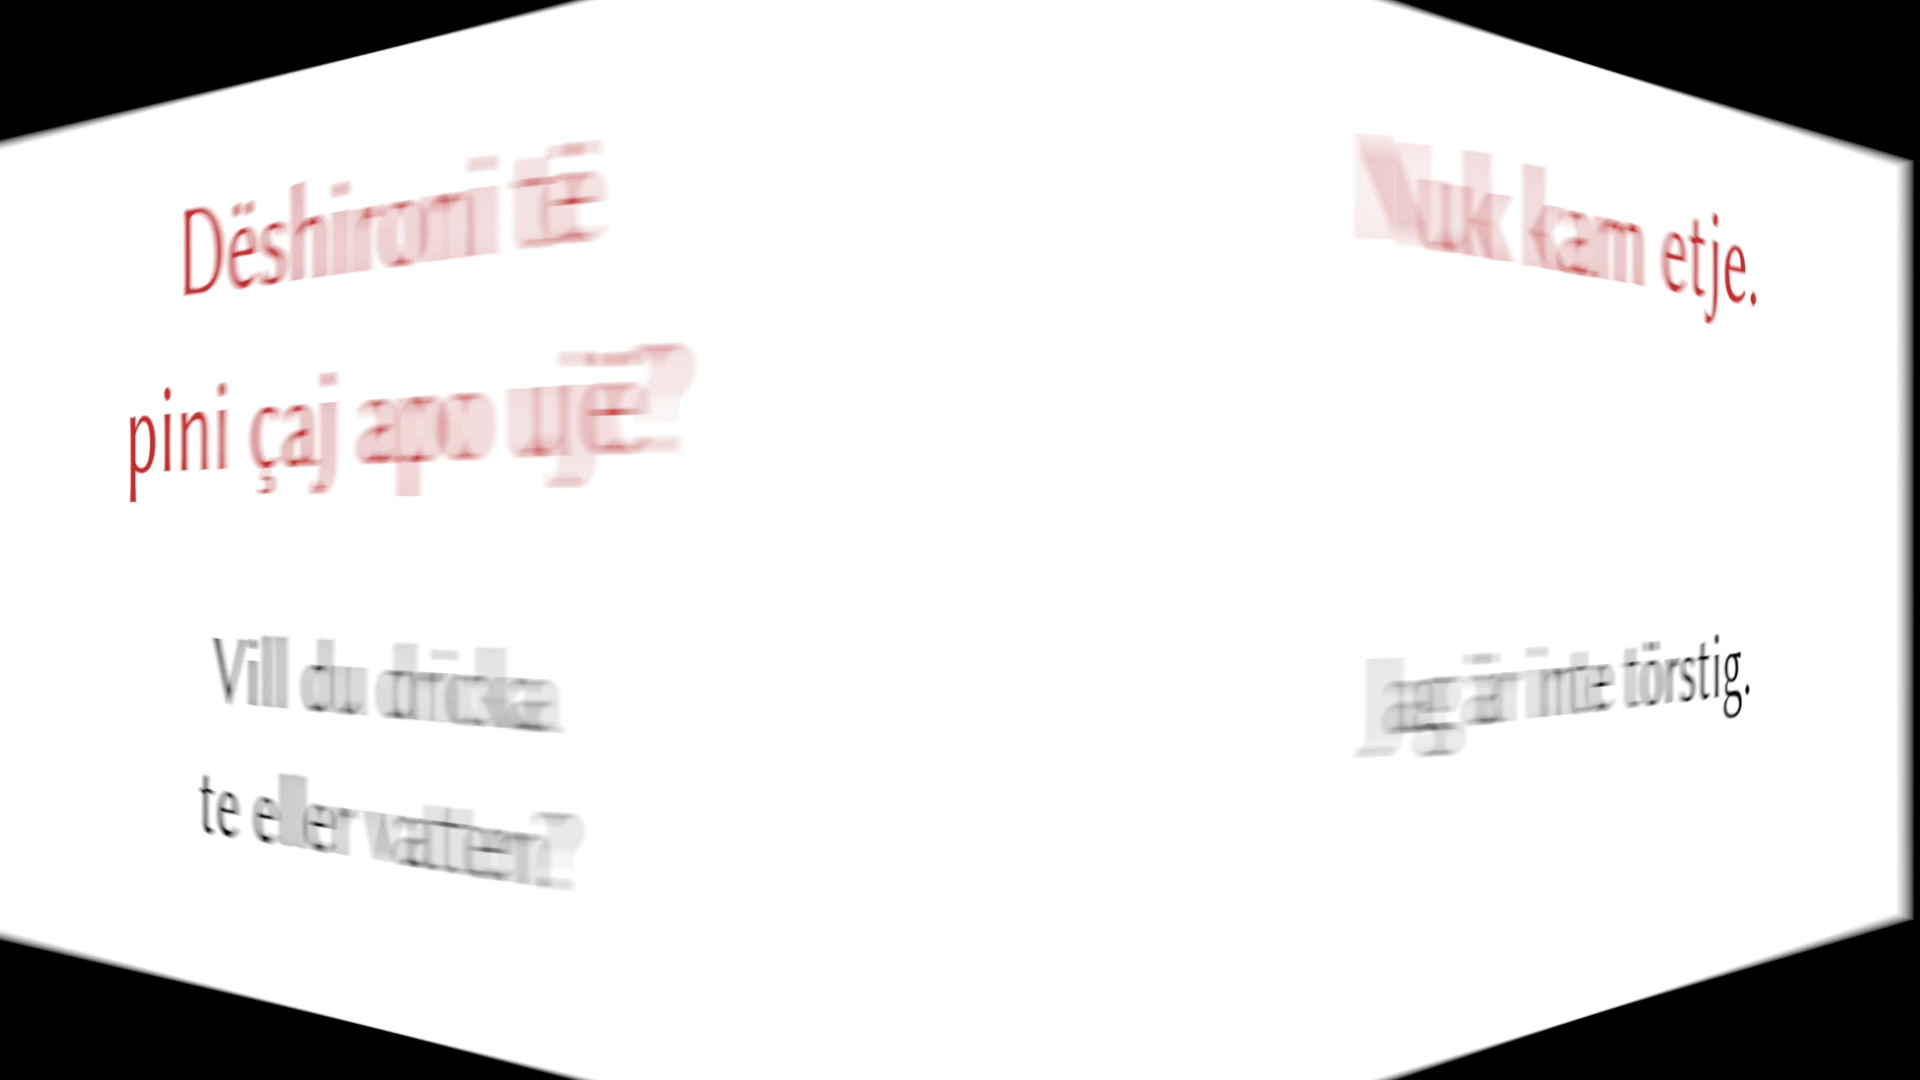 Dëshironi të
pini çaj apo ujë?
Vill du dricka
te eller vatten?
Nuk kam etje.
Jag är inte törstig.